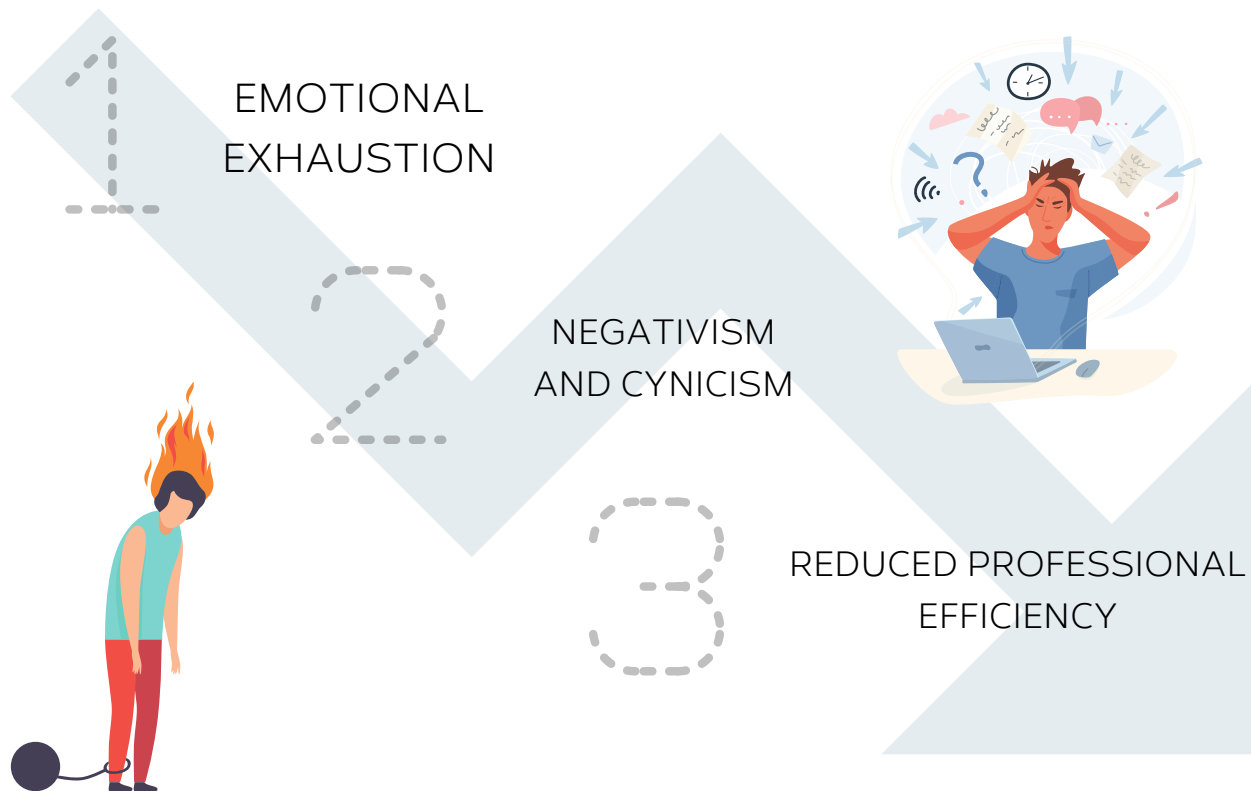 1
EMOTIONAL
EXHAUSTION
2
NEGATIVISM
AND CYNICISM
3
REDUCED PROFESSIONAL
EFFICIENCY